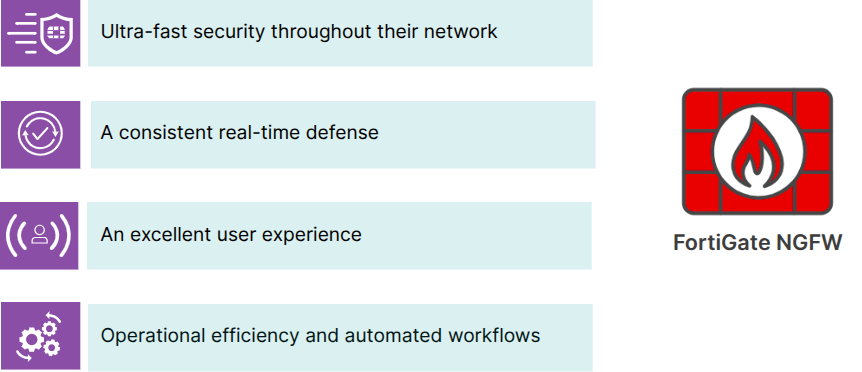 Ultra-fast security throughout their network
A consistent real-time defense
An excellent user experience
Operational efficiency and automated workflows
FortiGate NGFW